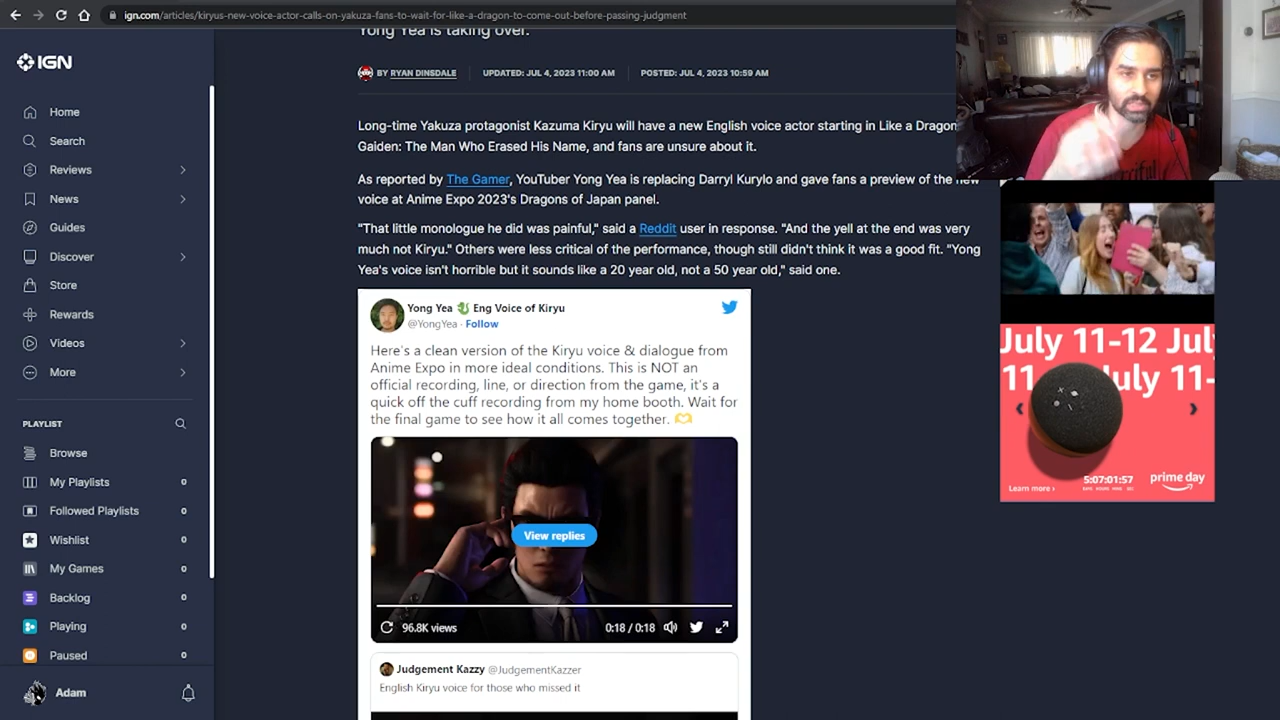 ign.com/articles/kiryus-new-voice-actor-calls-on-yakuza-fans-to-wait-for-like-a-dragon-to-come-out-before-passing-judgment
IGN
Home
Search
Reviews
News
Guides
Discover
Store
Rewards
Videos
More
PLAYLIST
Browse
My Playlists 0
Followed Playlists 0
Wishlist 0
My Games 0
Backlog 0
Playing 0
Paused 0
Adam
Yong Yea is taking over.
BY RYAN DINSDALE UPDATED: JUL 4, 2023 11:00 AM POSTED: JUL 4, 2023 10:59 AM
Long-time Yakuza protagonist Kazuma Kiryu will have a new English voice actor starting in Like a Dragon
Gaiden: The Man Who Erased His Name, and fans are unsure about it.
As reported by The Gamer, YouTuber Yong Yea is replacing Darryl Kurylo and gave fans a preview of the new
voice at Anime Expo 2023's Dragons of Japan panel.
"That little monologue he did was painful," said a Reddit user in response. "And the yell at the end was very
much not Kiryu." Others were less critical of the performance, though still didn't think it was a good fit. "Yong
Yea's voice isn't horrible but it sounds like a 20 year old, not a 50 year old," said one.
Yong Yea 🐉 Eng Voice of Kiryu
@YongYea · Follow
Here's a clean version of the Kiryu voice & dialogue from
Anime Expo in more ideal conditions. This is NOT an
official recording, line, or direction from the game, it's a
quick off the cuff recording from my home booth. Wait for
the final game to see how it all comes together. 🫶
View replies
96.8K views 0:18 / 0:18
Judgement Kazzy @JudgementKazzer
English Kiryu voice for those who missed it
July 11-12 Jul
11 July 11-
Learn more ›
5:07:01:57
prime day